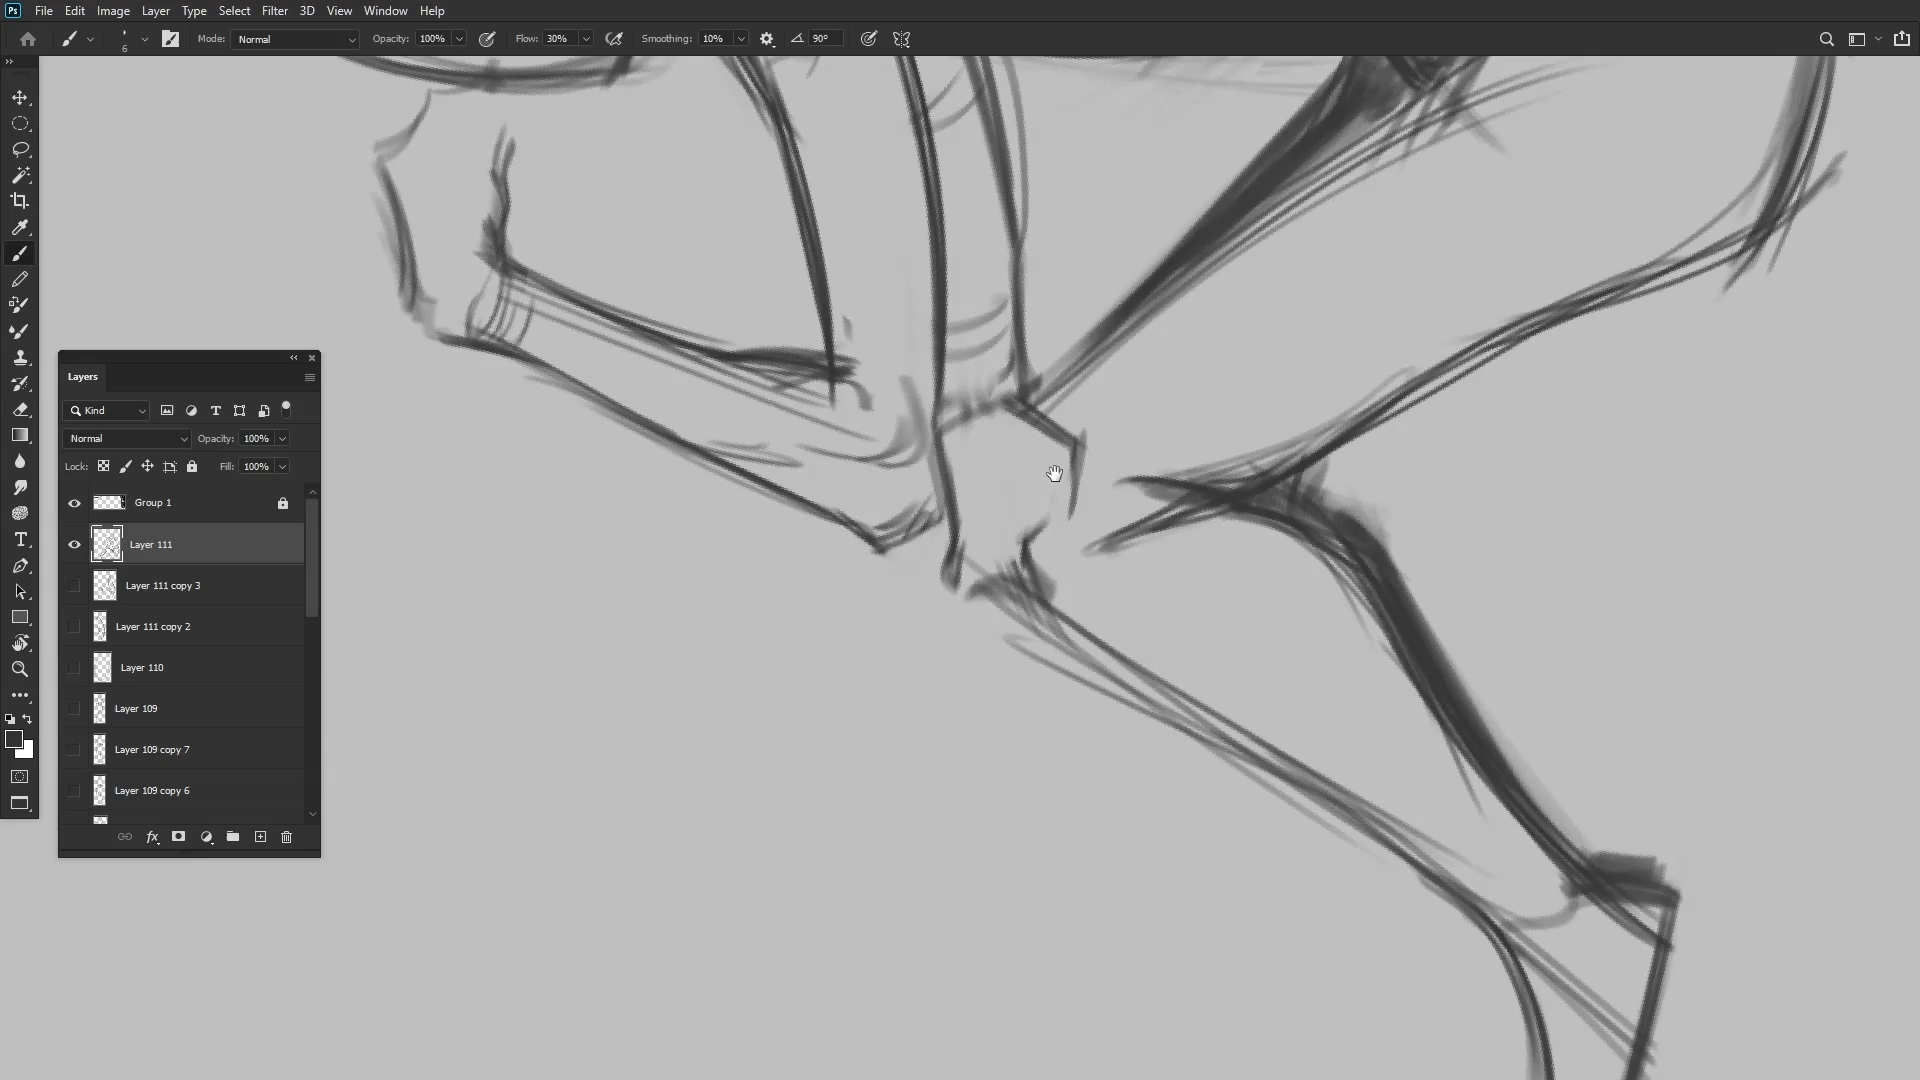 Ps File Edit Image Layer Type Select Filter 3D View Window Help
6 Mode: Normal Opacity: 100% Flow: 30% Smoothing: 10% 90°
Layers
Kind
Normal Opacity: 100%
Lock: Fill: 100%
Group 1
Layer 111
Layer 111 copy 3
Layer 111 copy 2
Layer 110
Layer 109
Layer 109 copy 7
Layer 109 copy 6
fx